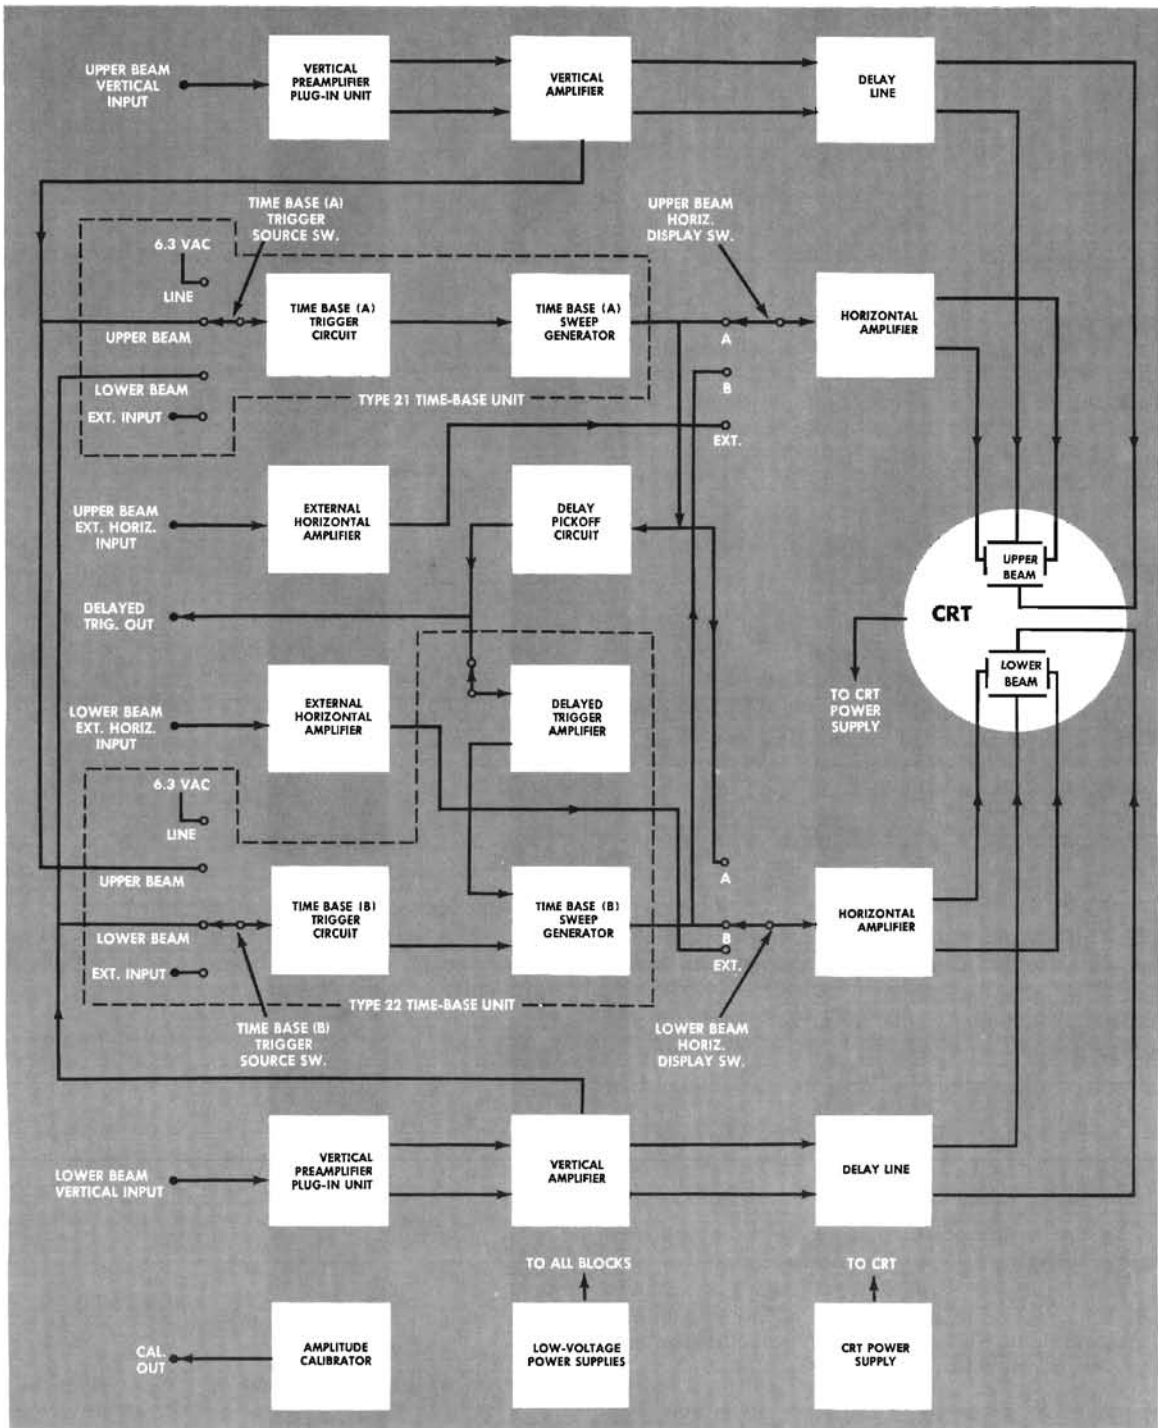 UPPER BEAM
VERTICAL
INPUT
VERTICAL
PREAMPLIFIER
PLUG-IN UNIT
VERTICAL
AMPLIFIER
DELAY
LINE
TIME BASE (A)
TRIGGER
SOURCE SW.
UPPER BEAM
HORIZ.
DISPLAY SW.
6.3 VAC
LINE
UPPER BEAM
LOWER BEAM
EXT. INPUT
TIME BASE (A)
TRIGGER
CIRCUIT
TIME BASE (A)
SWEEP
GENERATOR
TYPE 21 TIME-BASE UNIT
A
B
EXT.
HORIZONTAL
AMPLIFIER
UPPER BEAM
EXT. HORIZ.
INPUT
EXTERNAL
HORIZONTAL
AMPLIFIER
DELAY
PICKOFF
CIRCUIT
UPPER
BEAM
CRT
LOWER
BEAM
DELAYED
TRIG. OUT
LOWER BEAM
EXT. HORIZ.
INPUT
EXTERNAL
HORIZONTAL
AMPLIFIER
DELAYED
TRIGGER
AMPLIFIER
TO CRT
POWER
SUPPLY
6.3 VAC
LINE
UPPER BEAM
LOWER BEAM
EXT. INPUT
TIME BASE (B)
TRIGGER
CIRCUIT
TIME BASE (B)
SWEEP
GENERATOR
A
B
EXT.
HORIZONTAL
AMPLIFIER
TYPE 22 TIME-BASE UNIT
TIME BASE (B)
TRIGGER
SOURCE SW.
LOWER BEAM
HORIZ.
DISPLAY SW.
LOWER BEAM
VERTICAL INPUT
VERTICAL
PREAMPLIFIER
PLUG-IN UNIT
VERTICAL
AMPLIFIER
DELAY LINE
TO ALL BLOCKS
TO CRT
CAL.
OUT
AMPLITUDE
CALIBRATOR
LOW-VOLTAGE
POWER SUPPLIES
CRT POWER
SUPPLY